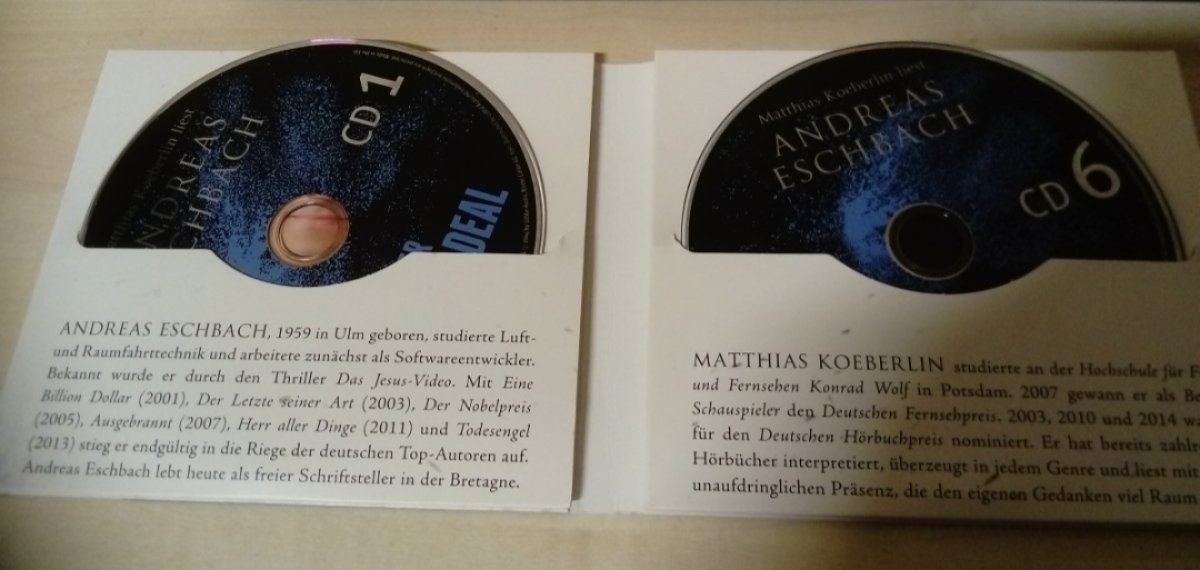 CD 1
Matthias Koeberlin liest
ANDREAS
ESCHBACH
CD 6
ANDREAS ESCHBACH, 1959 in Ulm geboren, studierte Luft-
und Raumfahrttechnik und arbeitete zunächst als Softwareentwickler.
Bekannt wurde er durch den Thriller Das Jesus-Video. Mit Eine
Billion Dollar (2001), Der Letzte seiner Art (2003), Der Nobelpreis
(2005), Ausgebrannt (2007), Herr aller Dinge (2011) und Todesengel
(2013) stieg er endgültig in die Riege der deutschen Top-Autoren auf.
Andreas Eschbach lebt heute als freier Schriftsteller in der Bretagne.
MATTHIAS KOEBERLIN studierte an der Hochschule für F
und Fernsehen Konrad Wolf in Potsdam. 2007 gewann er als Be
Schauspieler den Deutschen Fernsehpreis. 2003, 2010 und 2014 w
für den Deutschen Hörbuchpreis nominiert. Er hat bereits zahlr
Hörbücher interpretiert, überzeugt in jedem Genre und liest mit
unaufdringlichen Präsenz, die den eigenen Gedanken viel Raum
liest
NDREAS
CHBACH
DEAL